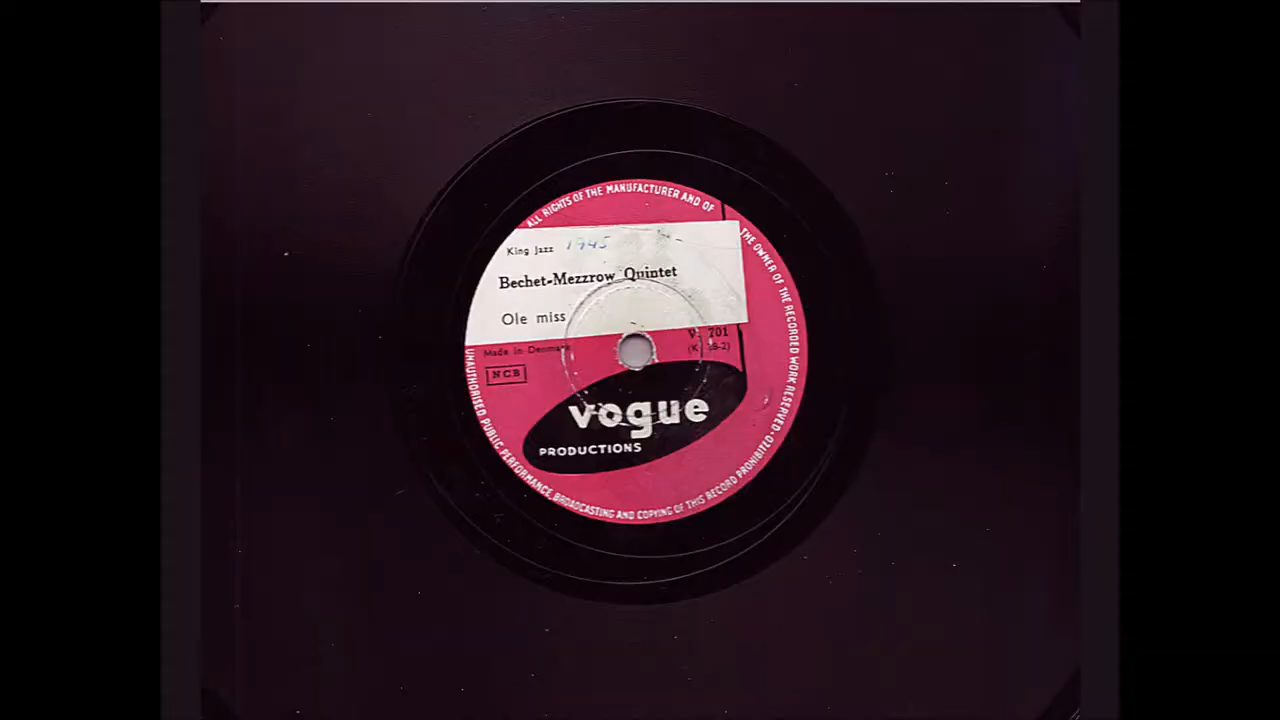 ALL RIGHTS OF THE MANUFACTURER AND OF THE OWNER OF THE RECORDED WORK RESERVED·
King Jazz 1945
Bechet-Mezzrow Quintet
Ole miss
V. 701
Made in Denmark
NCB
vogue
PRODUCTIONS
UNAUTHORISED PUBLIC PERFORMANCE, BROADCASTING AND COPYING OF THIS RECORD PROHIBITED·